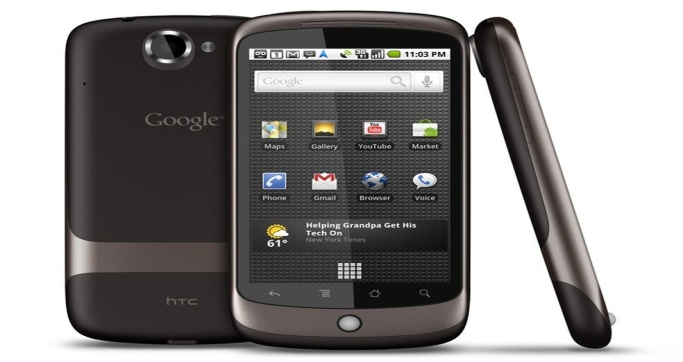 Google
hTC
11:03 PM
Google
Maps
Gallery
YouTube
Market
Phone
Gmail
Browser
Voice
61°
Helping Grandpa Get His
Tech On
New York Times